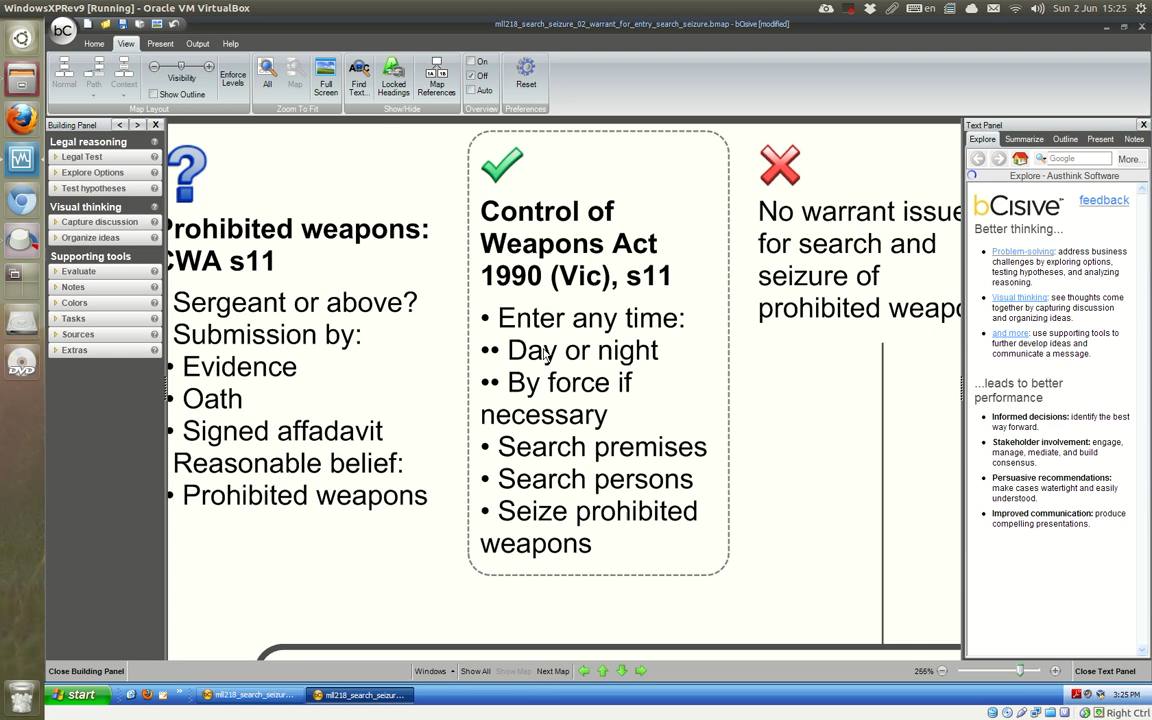 WindowsXPRev9 [Running] - Oracle VM VirtualBox
en
Sun 2 Jun
15:25
bC
mll218_search_seizure_02_warrant_for_entry_search_seizure.bmap - bCisive [modified]
Home View Present Output Help
Normal Path Context
Visibility
Show Outline
Enforce Levels
Map Layout
All Map Full Screen
Zoom To Fit
Find Text...
Locked Headings
Map References
Show/Hide
On
Off
Auto
Overview
Reset
Preferences
Building Panel < > X
Legal reasoning
Legal Test
Explore Options
Test hypotheses
Visual thinking
Capture discussion
Organize ideas
Supporting tools
Evaluate
Notes
Colors
Tasks
Sources
Extras
Prohibited weapons:
CWA s11
Sergeant or above?
Submission by:
• Evidence
• Oath
• Signed affadavit
Reasonable belief:
• Prohibited weapons
Control of
Weapons Act
1990 (Vic), s11
• Enter any time:
•• Day or night
•• By force if
necessary
• Search premises
• Search persons
• Seize prohibited
weapons
No warrant issue
for search and
seizure of
prohibited weapo
Text Panel X
Explore Summarize Outline Present Notes
Google More...
Explore - Austhink Software
bCisive™ feedback
Better thinking...
• Problem-solving: address business
challenges by exploring options,
testing hypotheses, and analyzing
reasoning.
• Visual thinking: see thoughts come
together by capturing discussion
and organizing ideas.
• and more: use supporting tools to
further develop ideas and
communicate a message.
...leads to better
performance
• Informed decisions: identify the best
way forward.
• Stakeholder involvement: engage,
manage, mediate, and build
consensus.
• Persuasive recommendations:
make cases watertight and easily
understood.
• Improved communication: produce
compelling presentations.
Close Building Panel
Windows Show All Show Map Next Map
255%
Close Text Panel
start
mll218_search_seizur...
mll218_search_seizur...
3:25 PM
Right Ctrl
DVD